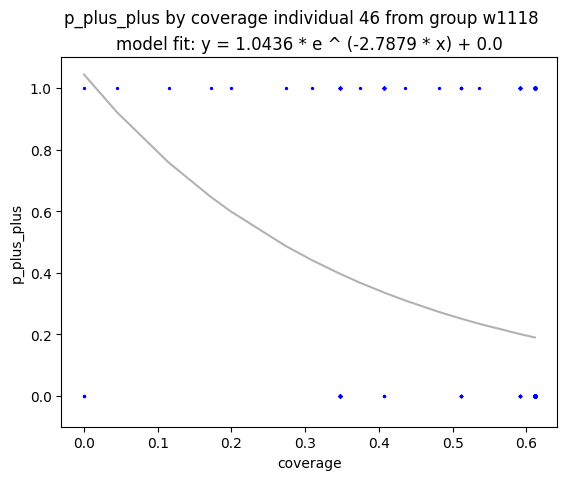 p_plus_plus by coverage individual 46 from group w1118
model fit: y = 1.0436 * e ^ (-2.7879 * x) + 0.0
p_plus_plus
1.0
0.8
0.6
0.4
0.2
0.0
0.0 0.1 0.2 0.3 0.4 0.5 0.6
coverage